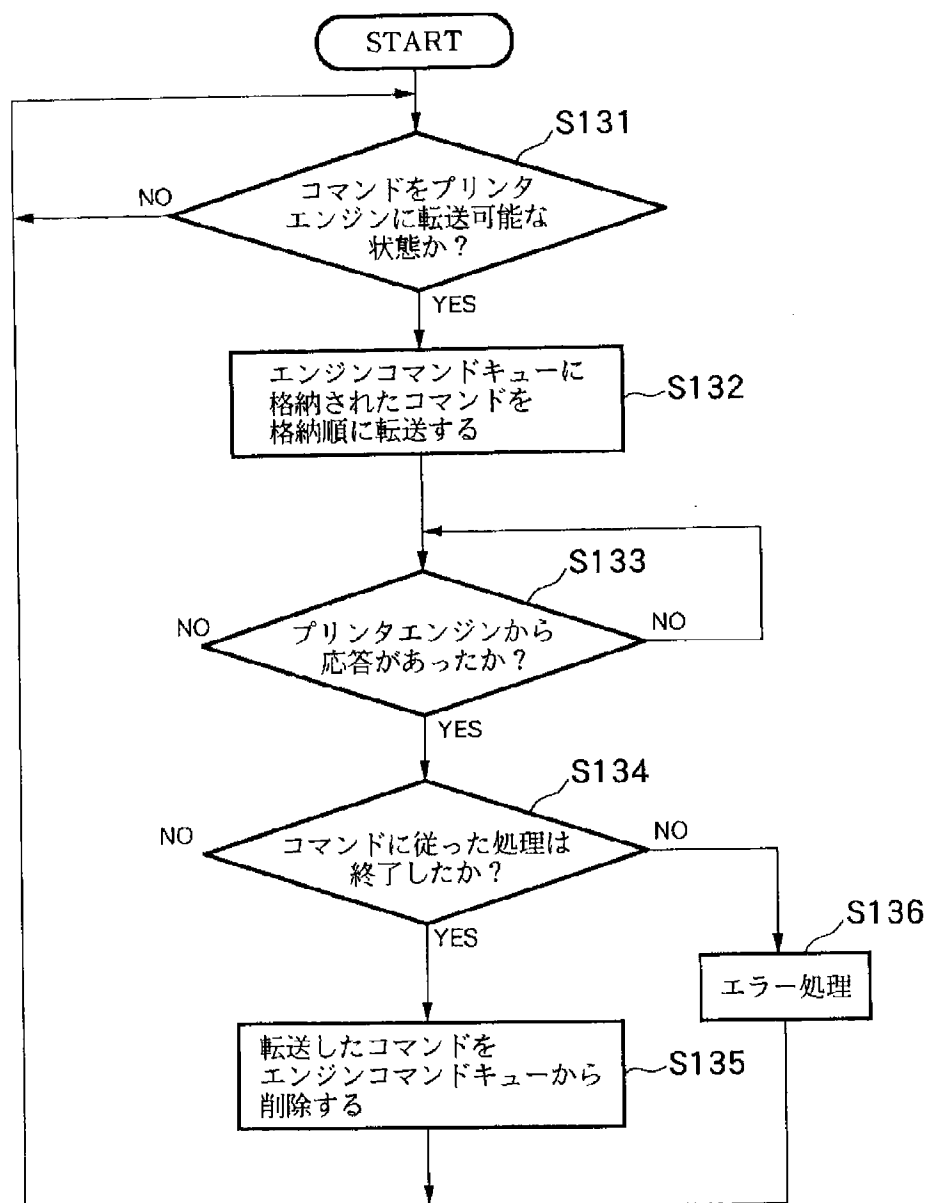 START
S131
NO
コマンドをプリンタ
エンジンに転送可能な
状態か？
YES
エンジンコマンドキューに
格納されたコマンドを
格納順に転送する
S132
S133
NO
プリンタエンジンから
応答があったか？
NO
YES
S134
NO
コマンドに従った処理は
終了したか？
NO
YES
S136
エラー処理
転送したコマンドを
エンジンコマンドキューから
削除する
S135